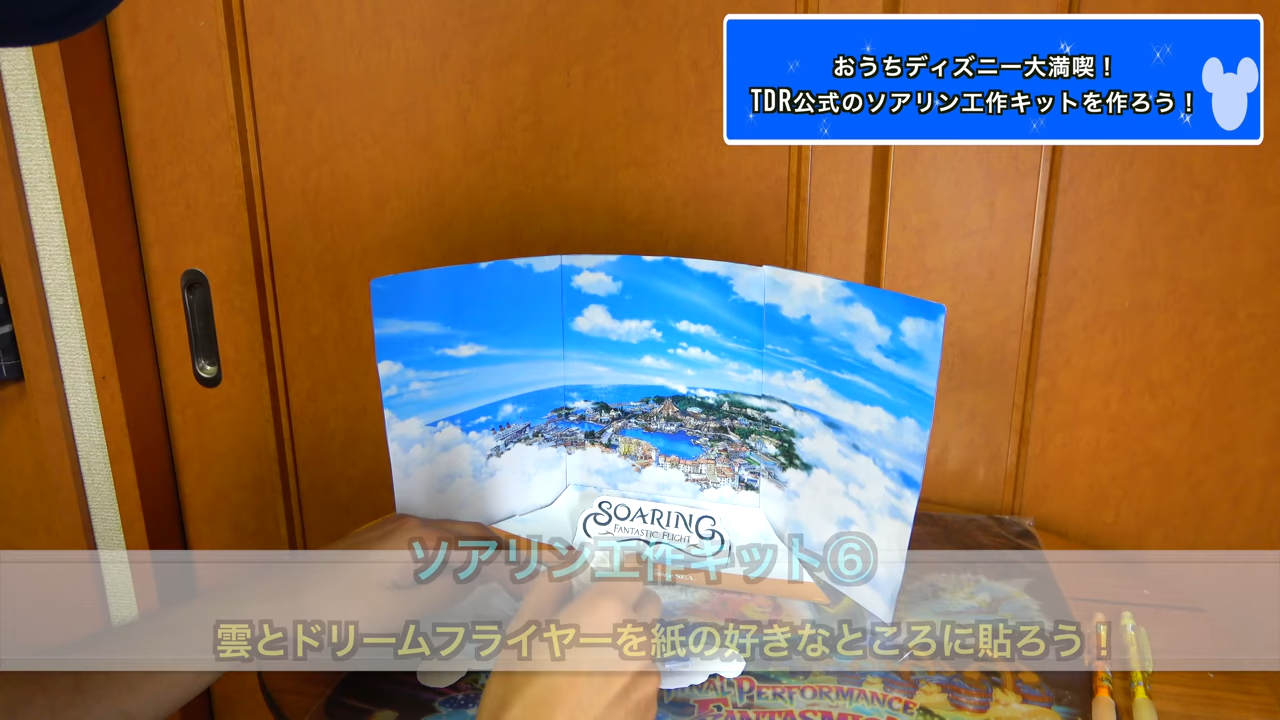 おうちディズニー大満喫！
TDR公式のソアリン工作キットを作ろう！
SOARING
FANTASTIC FLIGHT
ソアリン工作キット⑥
雲とドリームフライヤーを紙の好きなところに貼ろう！
PERFORMANCE